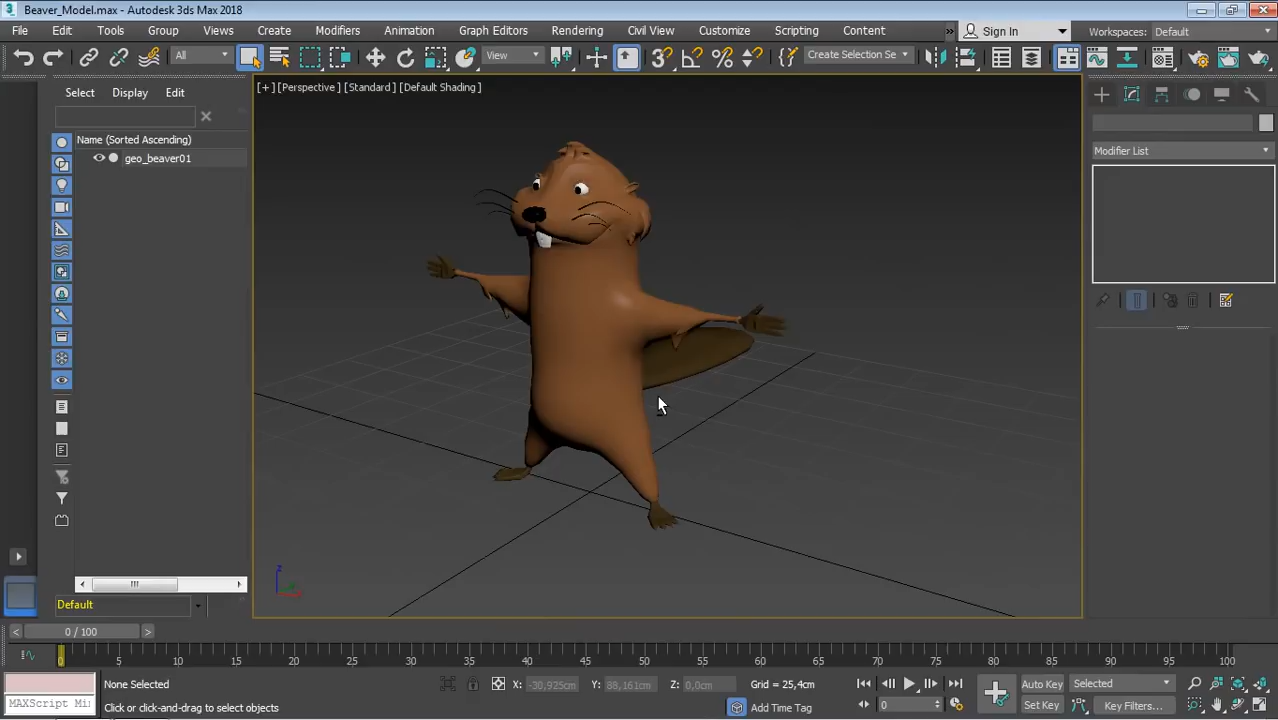 Beaver_Model.max - Autodesk 3ds Max 2018
File Edit Tools Group Views Create Modifiers Animation Graph Editors Rendering Civil View Customize Scripting Content Sign In Workspaces: Default
All View Create Selection Se
Select Display Edit
[+] [Perspective] [Standard] [Default Shading]
Name (Sorted Ascending)
geo_beaver01
Modifier List
z
Default
0 / 100
0 5 10 15 20 25 30 35 40 45 50 55 60 65 70 75 80 85 90 95 100
None Selected X: -30,925cm Y: 88,161cm Z: 0,0cm Grid = 25,4cm Auto Key Selected
MAXScript Mi
Click or click-and-drag to select objects Add Time Tag 0 Set Key Key Filters...